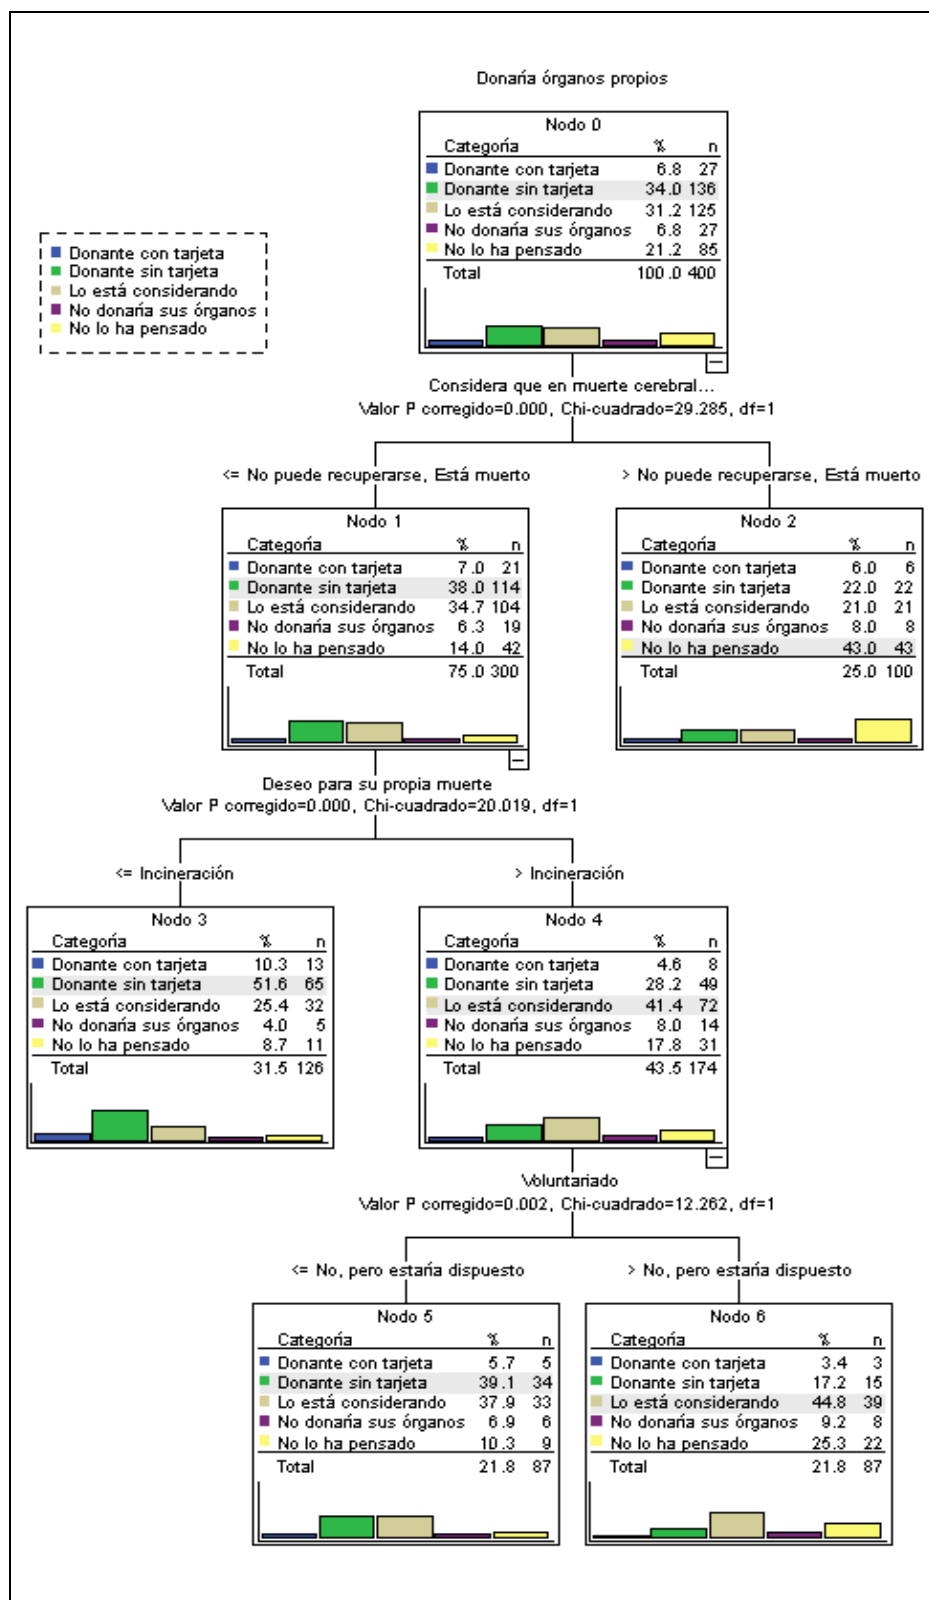 Donaría órganos propios
Nodo 0
Categoría % n
Donante con tarjeta 6.8 27
Donante sin tarjeta 34.0 136
Lo está considerando 31.2 125
No donaría sus órganos 6.8 27
No lo ha pensado 21.2 85
Total 100.0 400
Donante con tarjeta
Donante sin tarjeta
Lo está considerando
No donaría sus órganos
No lo ha pensado
Considera que en muerte cerebral...
Valor P corregido=0.000, Chi-cuadrado=29.285, df=1
<= No puede recuperarse, Está muerto
> No puede recuperarse, Está muerto
Nodo 1
Categoría % n
Donante con tarjeta 7.0 21
Donante sin tarjeta 38.0 114
Lo está considerando 34.7 104
No donaría sus órganos 6.3 19
No lo ha pensado 14.0 42
Total 75.0 300
Nodo 2
Categoría % n
Donante con tarjeta 6.0 6
Donante sin tarjeta 22.0 22
Lo está considerando 21.0 21
No donaría sus órganos 8.0 8
No lo ha pensado 43.0 43
Total 25.0 100
Deseo para su propia muerte
Valor P corregido=0.000, Chi-cuadrado=20.019, df=1
<= Incineración
> Incineración
Nodo 3
Categoría % n
Donante con tarjeta 10.3 13
Donante sin tarjeta 51.6 65
Lo está considerando 25.4 32
No donaría sus órganos 4.0 5
No lo ha pensado 8.7 11
Total 31.5 126
Nodo 4
Categoría % n
Donante con tarjeta 4.6 8
Donante sin tarjeta 28.2 49
Lo está considerando 41.4 72
No donaría sus órganos 8.0 14
No lo ha pensado 17.8 31
Total 43.5 174
Voluntariado
Valor P corregido=0.002, Chi-cuadrado=12.262, df=1
<= No, pero estaría dispuesto
> No, pero estaría dispuesto
Nodo 5
Categoría % n
Donante con tarjeta 5.7 5
Donante sin tarjeta 39.1 34
Lo está considerando 37.9 33
No donaría sus órganos 6.9 6
No lo ha pensado 10.3 9
Total 21.8 87
Nodo 6
Categoría % n
Donante con tarjeta 3.4 3
Donante sin tarjeta 17.2 15
Lo está considerando 44.8 39
No donaría sus órganos 9.2 8
No lo ha pensado 25.3 22
Total 21.8 87